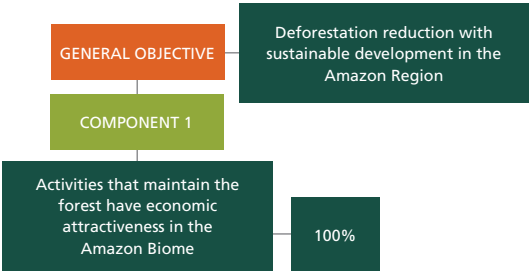 GENERAL OBJECTIVE
Deforestation reduction with
sustainable development in the
Amazon Region
COMPONENT 1
Activities that maintain the
forest have economic
attractiveness in the
Amazon Biome
100%